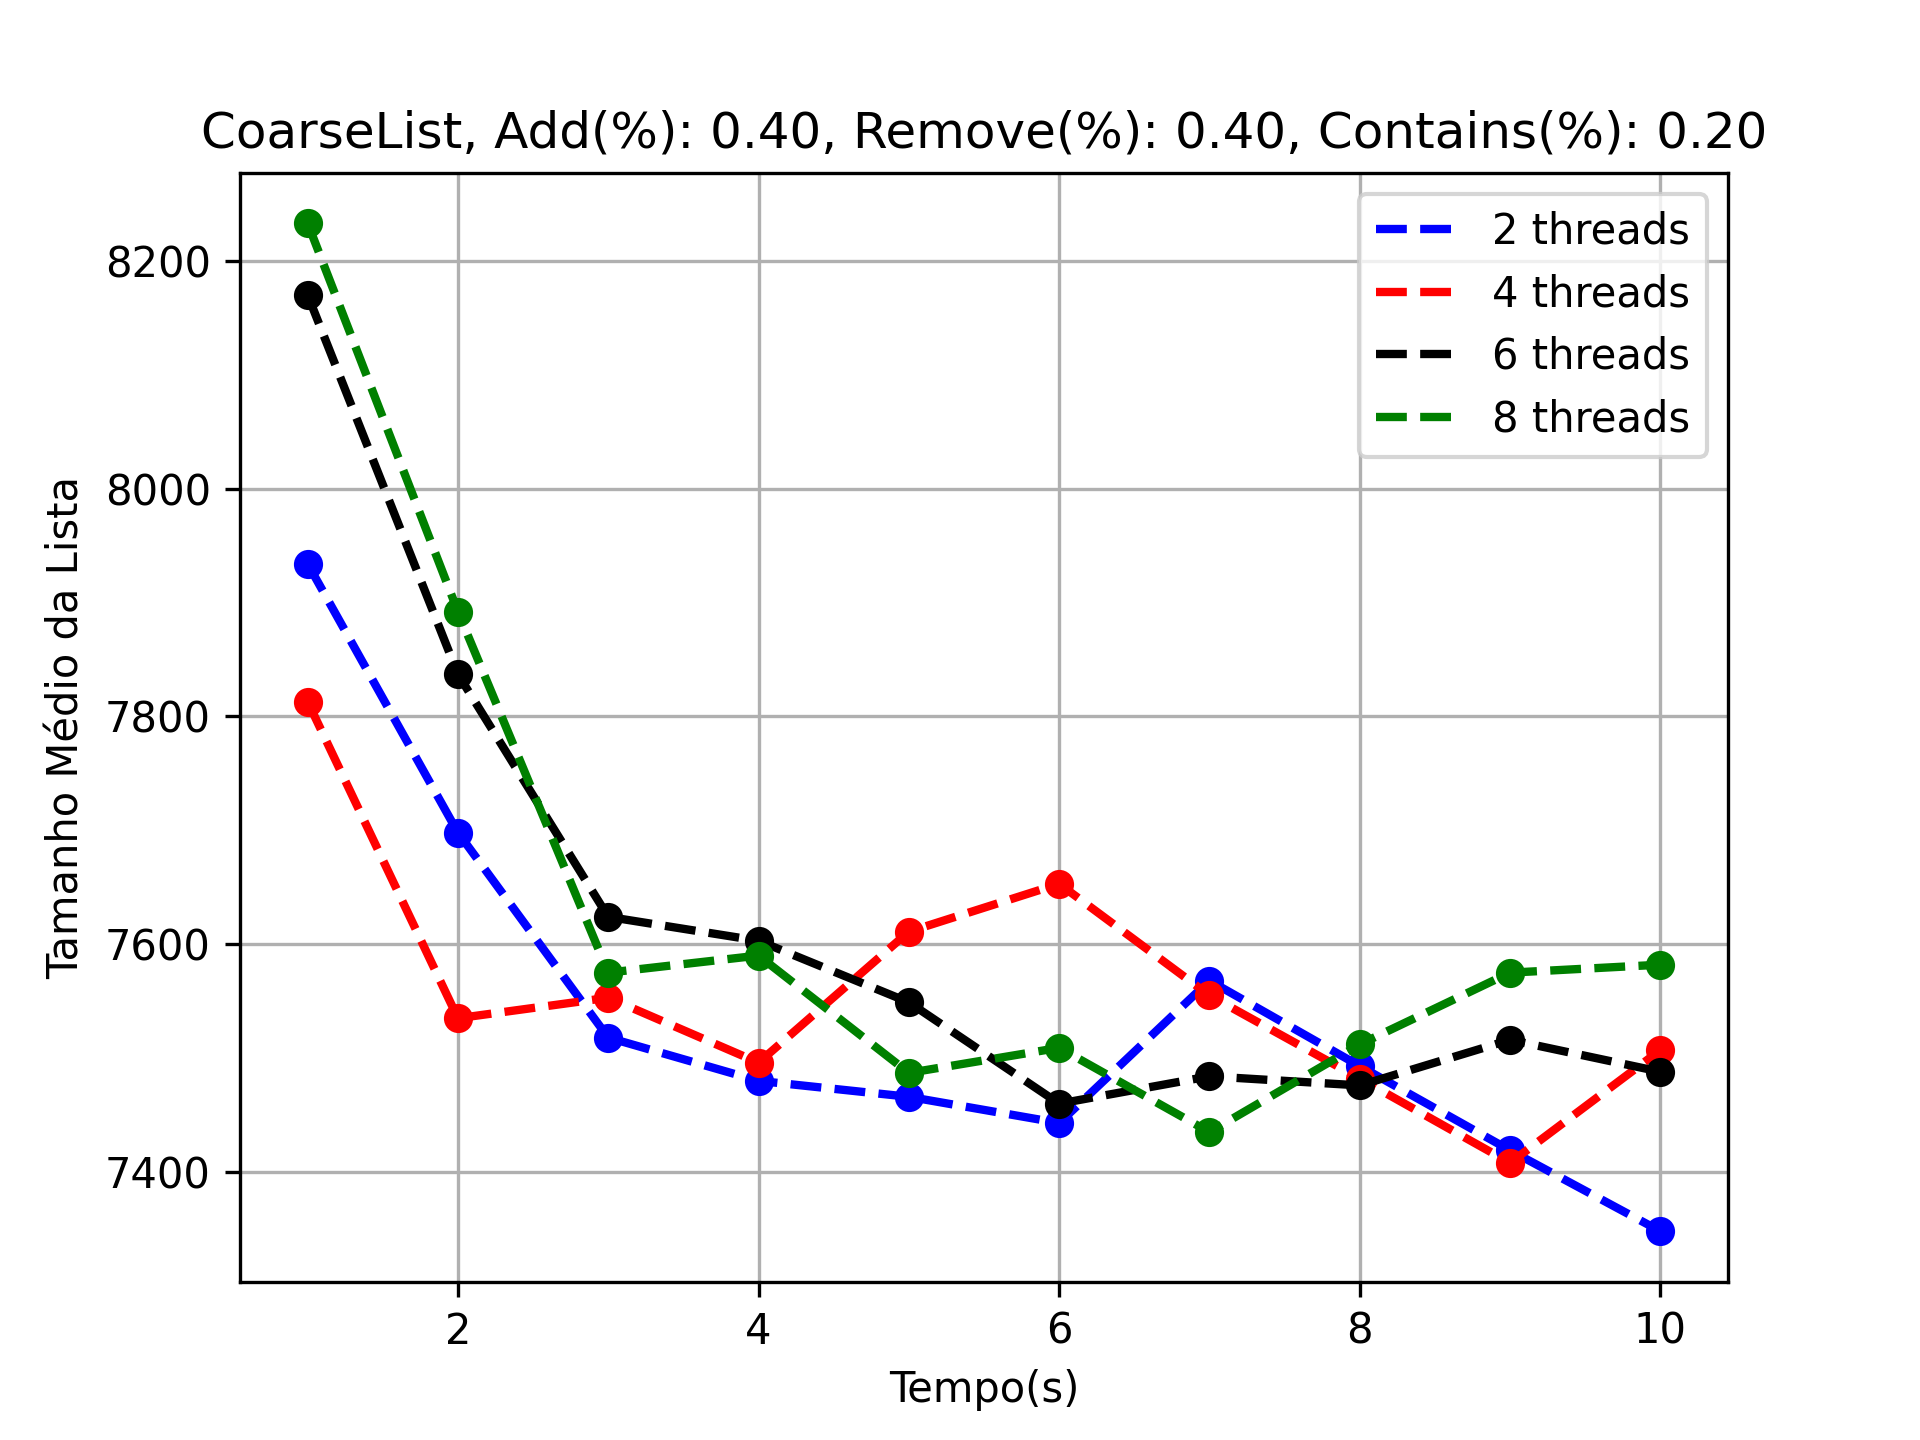 CoarseList, Add(%): 0.40, Remove(%): 0.40, Contains(%): 0.20
2 threads
4 threads
6 threads
8 threads
8200
8000
7800
7600
7400
Tamanho Médio da Lista
2 4 6 8 10
Tempo(s)